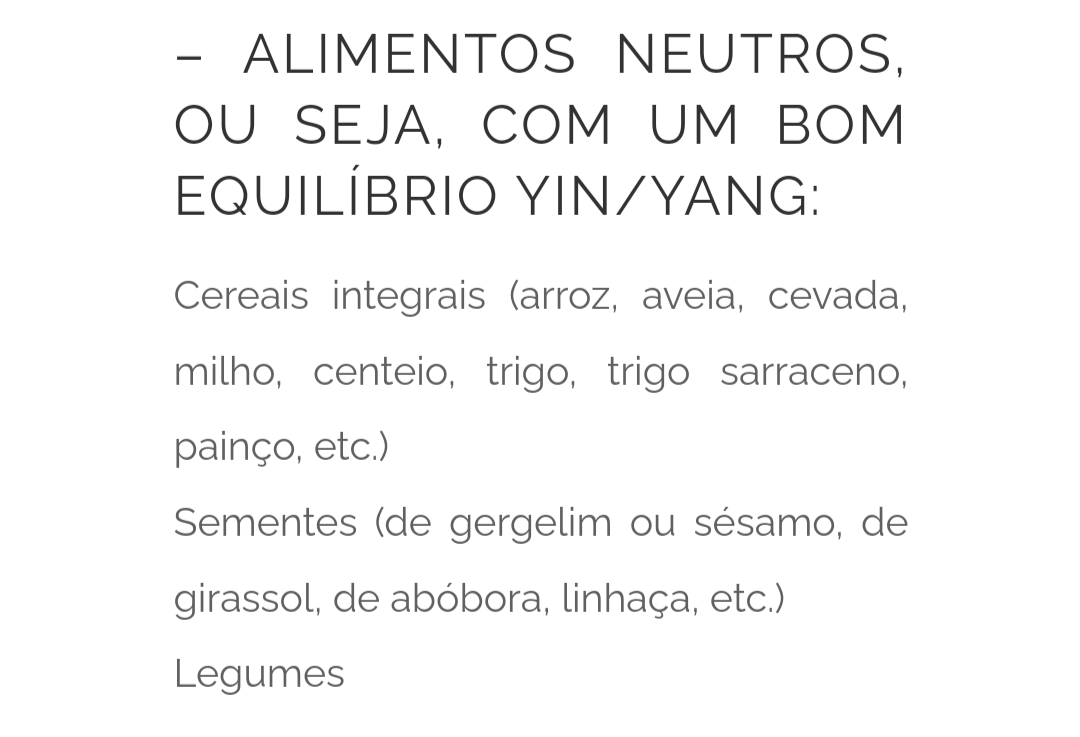 – ALIMENTOS NEUTROS,
OU SEJA, COM UM BOM
EQUILÍBRIO YIN/YANG:
Cereais integrais (arroz, aveia, cevada,
milho, centeio, trigo, trigo sarraceno,
painço, etc.)
Sementes (de gergelim ou sésamo, de
girassol, de abóbora, linhaça, etc.)
Legumes